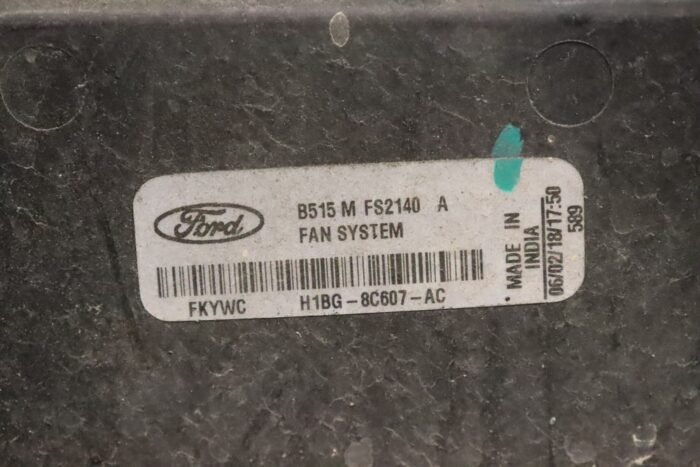 Ford
B515 M FS2140 A
FAN SYSTEM
FKYWC H1BG-8C607-AC
• MADE IN
INDIA
06/02/18/17:50
589